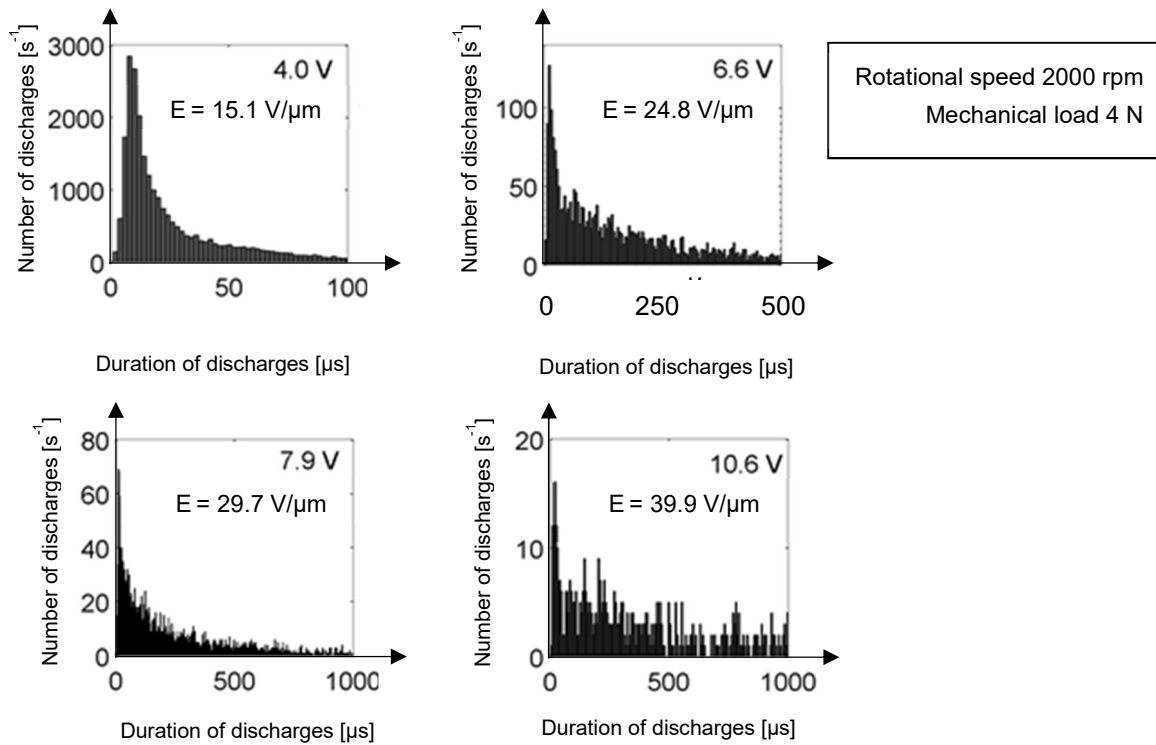 Number of discharges [s⁻¹]
3000
2000
1000
0
4.0 V
E = 15.1 V/µm
0 50 100
Duration of discharges [µs]
Number of discharges [s⁻¹]
100
50
0
6.6 V
E = 24.8 V/µm
0 250 500
Duration of discharges [µs]
Rotational speed 2000 rpm
Mechanical load 4 N
Number of discharges [s⁻¹]
80
60
40
20
0
7.9 V
E = 29.7 V/µm
0 500 1000
Duration of discharges [µs]
Number of discharges [s⁻¹]
20
10
0
10.6 V
E = 39.9 V/µm
0 500 1000
Duration of discharges [µs]